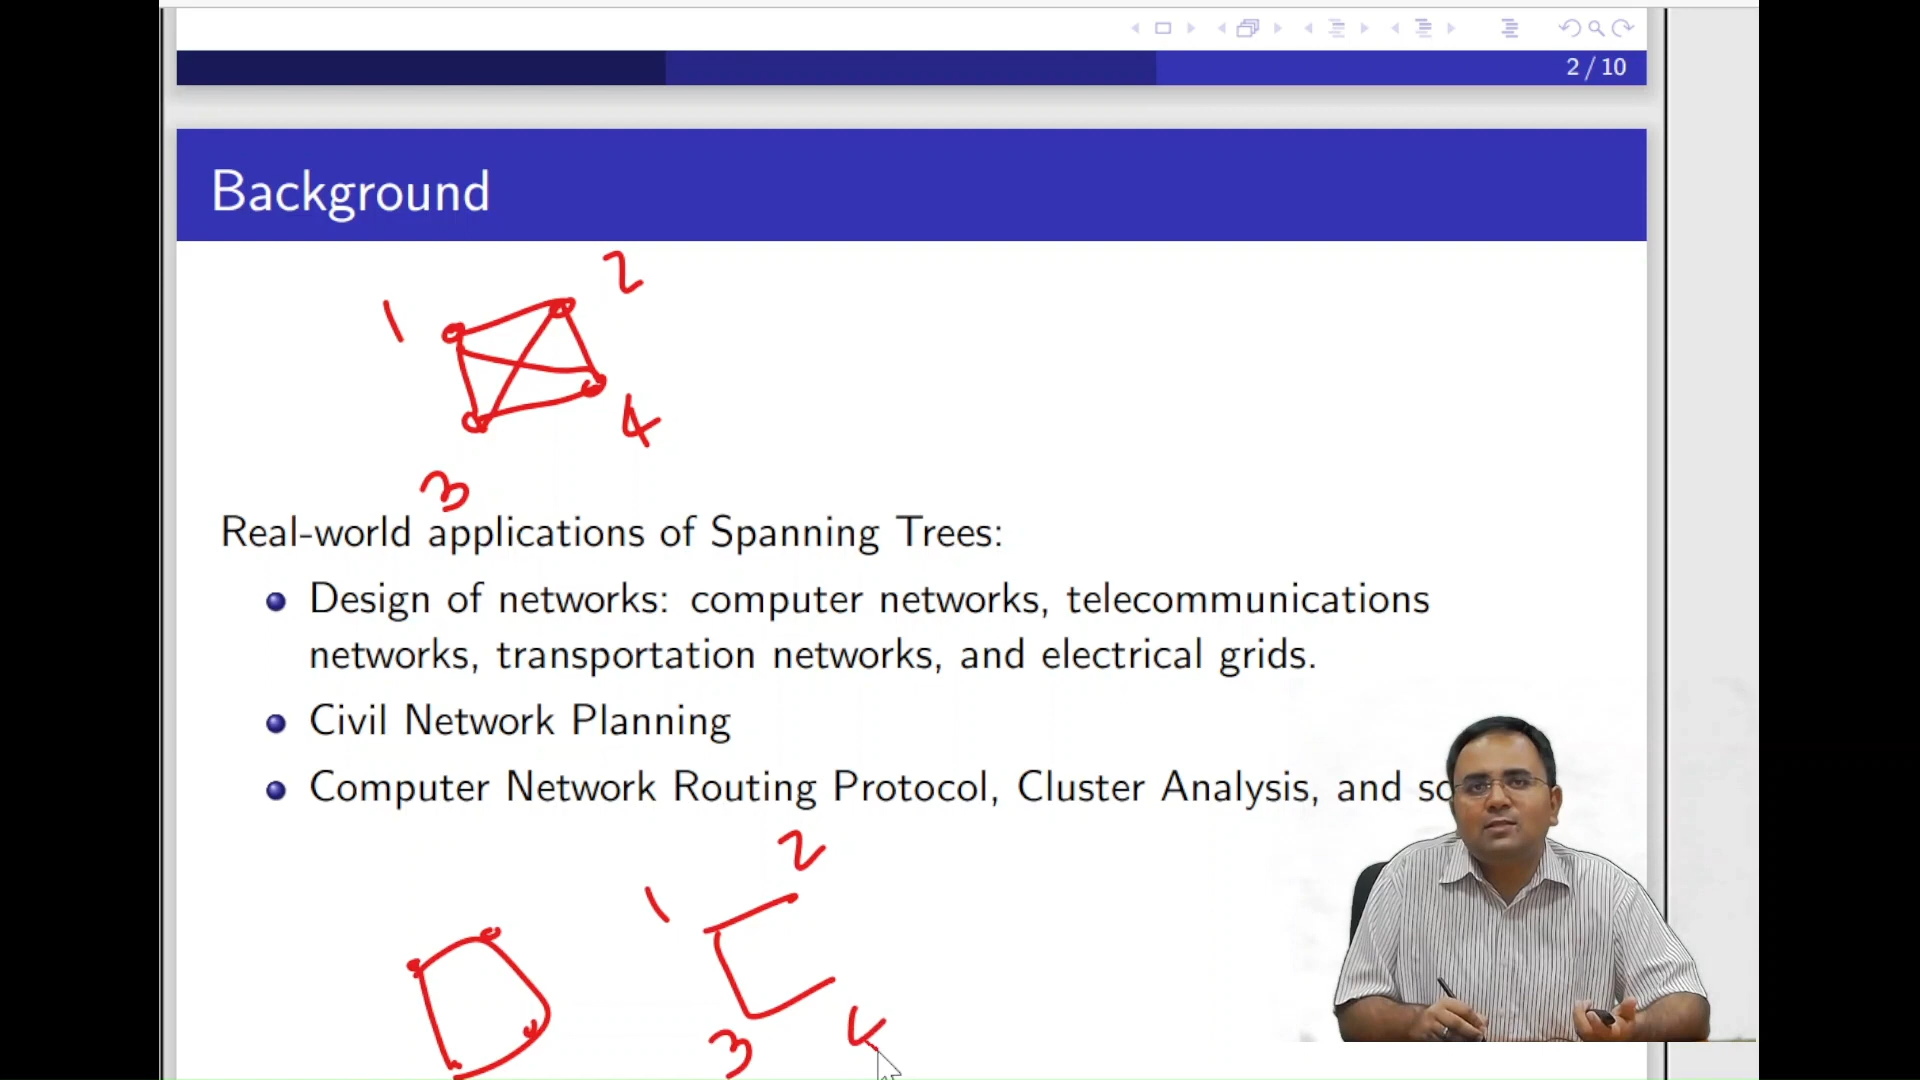 2 / 10
Background
2
1
4
3
Real-world applications of Spanning Trees:
Design of networks: computer networks, telecommunications
networks, transportation networks, and electrical grids.
Civil Network Planning
Computer Network Routing Protocol, Cluster Analysis, and
2
1
3